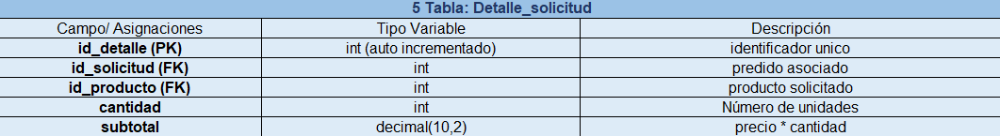 5 Tabla: Detalle_solicitud
Campo/ Asignaciones Tipo Variable Descripción
id_detalle (PK) int (auto incrementado) identificador unico
id_solicitud (FK) int predido asociado
id_producto (FK) int producto solicitado
cantidad int Número de unidades
subtotal decimal(10,2) precio * cantidad